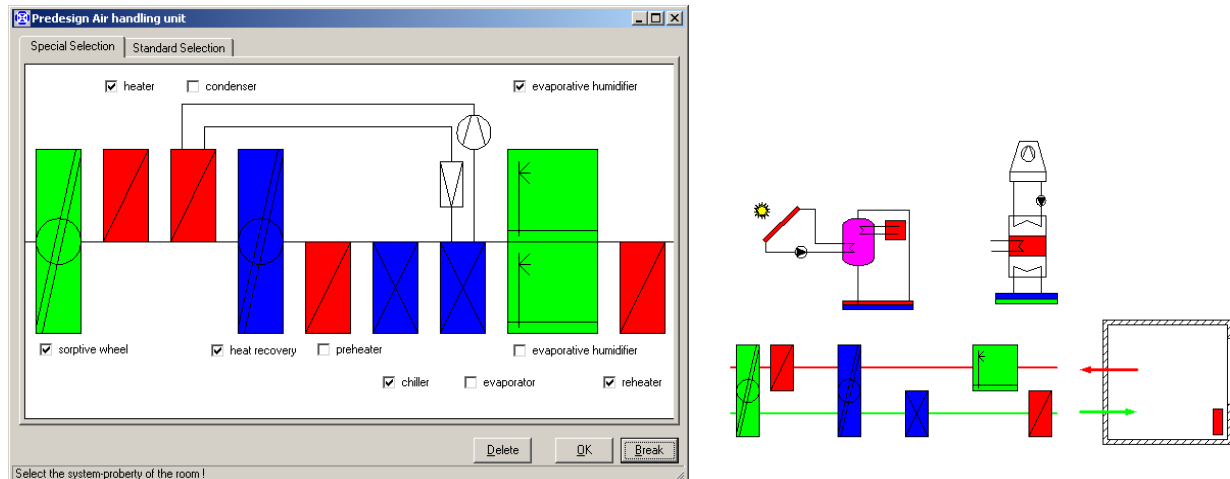 Predesign Air handling unit
Special Selection Standard Selection
heater condenser evaporative humidifier
sorptive wheel heat recovery preheater evaporative humidifier
chiller evaporator reheater
Delete OK Break
Select the system-proberty of the room !